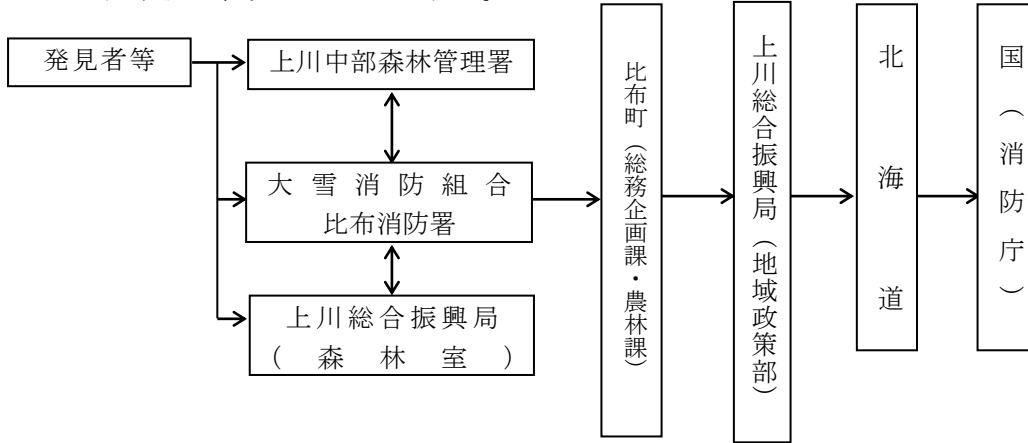 発見者等
上川中部森林管理署
大雪消防組合
比布消防署
上川総合振興局
(森林室)
比布町（総務企画課・農林課）
上川総合振興局（地域政策部）
北海道
国（消防庁）